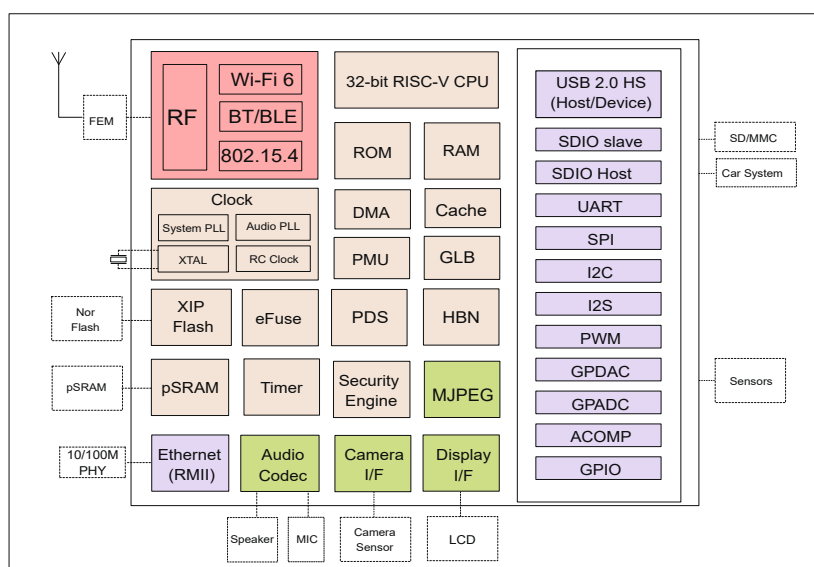 FEM
RF
Wi-Fi 6
BT/BLE
802.15.4
32-bit RISC-V CPU
ROM
RAM
Clock
System PLL
Audio PLL
XTAL
RC Clock
DMA
Cache
PMU
GLB
Nor
Flash
XIP
Flash
eFuse
PDS
HBN
pSRAM
pSRAM
Timer
Security
Engine
MJPEG
10/100M
PHY
Ethernet
(RMII)
Audio
Codec
Camera
I/F
Display
I/F
Speaker
MIC
Camera
Sensor
LCD
USB 2.0 HS
(Host/Device)
SDIO slave
SDIO Host
UART
SPI
I2C
I2S
PWM
GPDAC
GPADC
ACOMP
GPIO
SD/MMC
Car System
Sensors